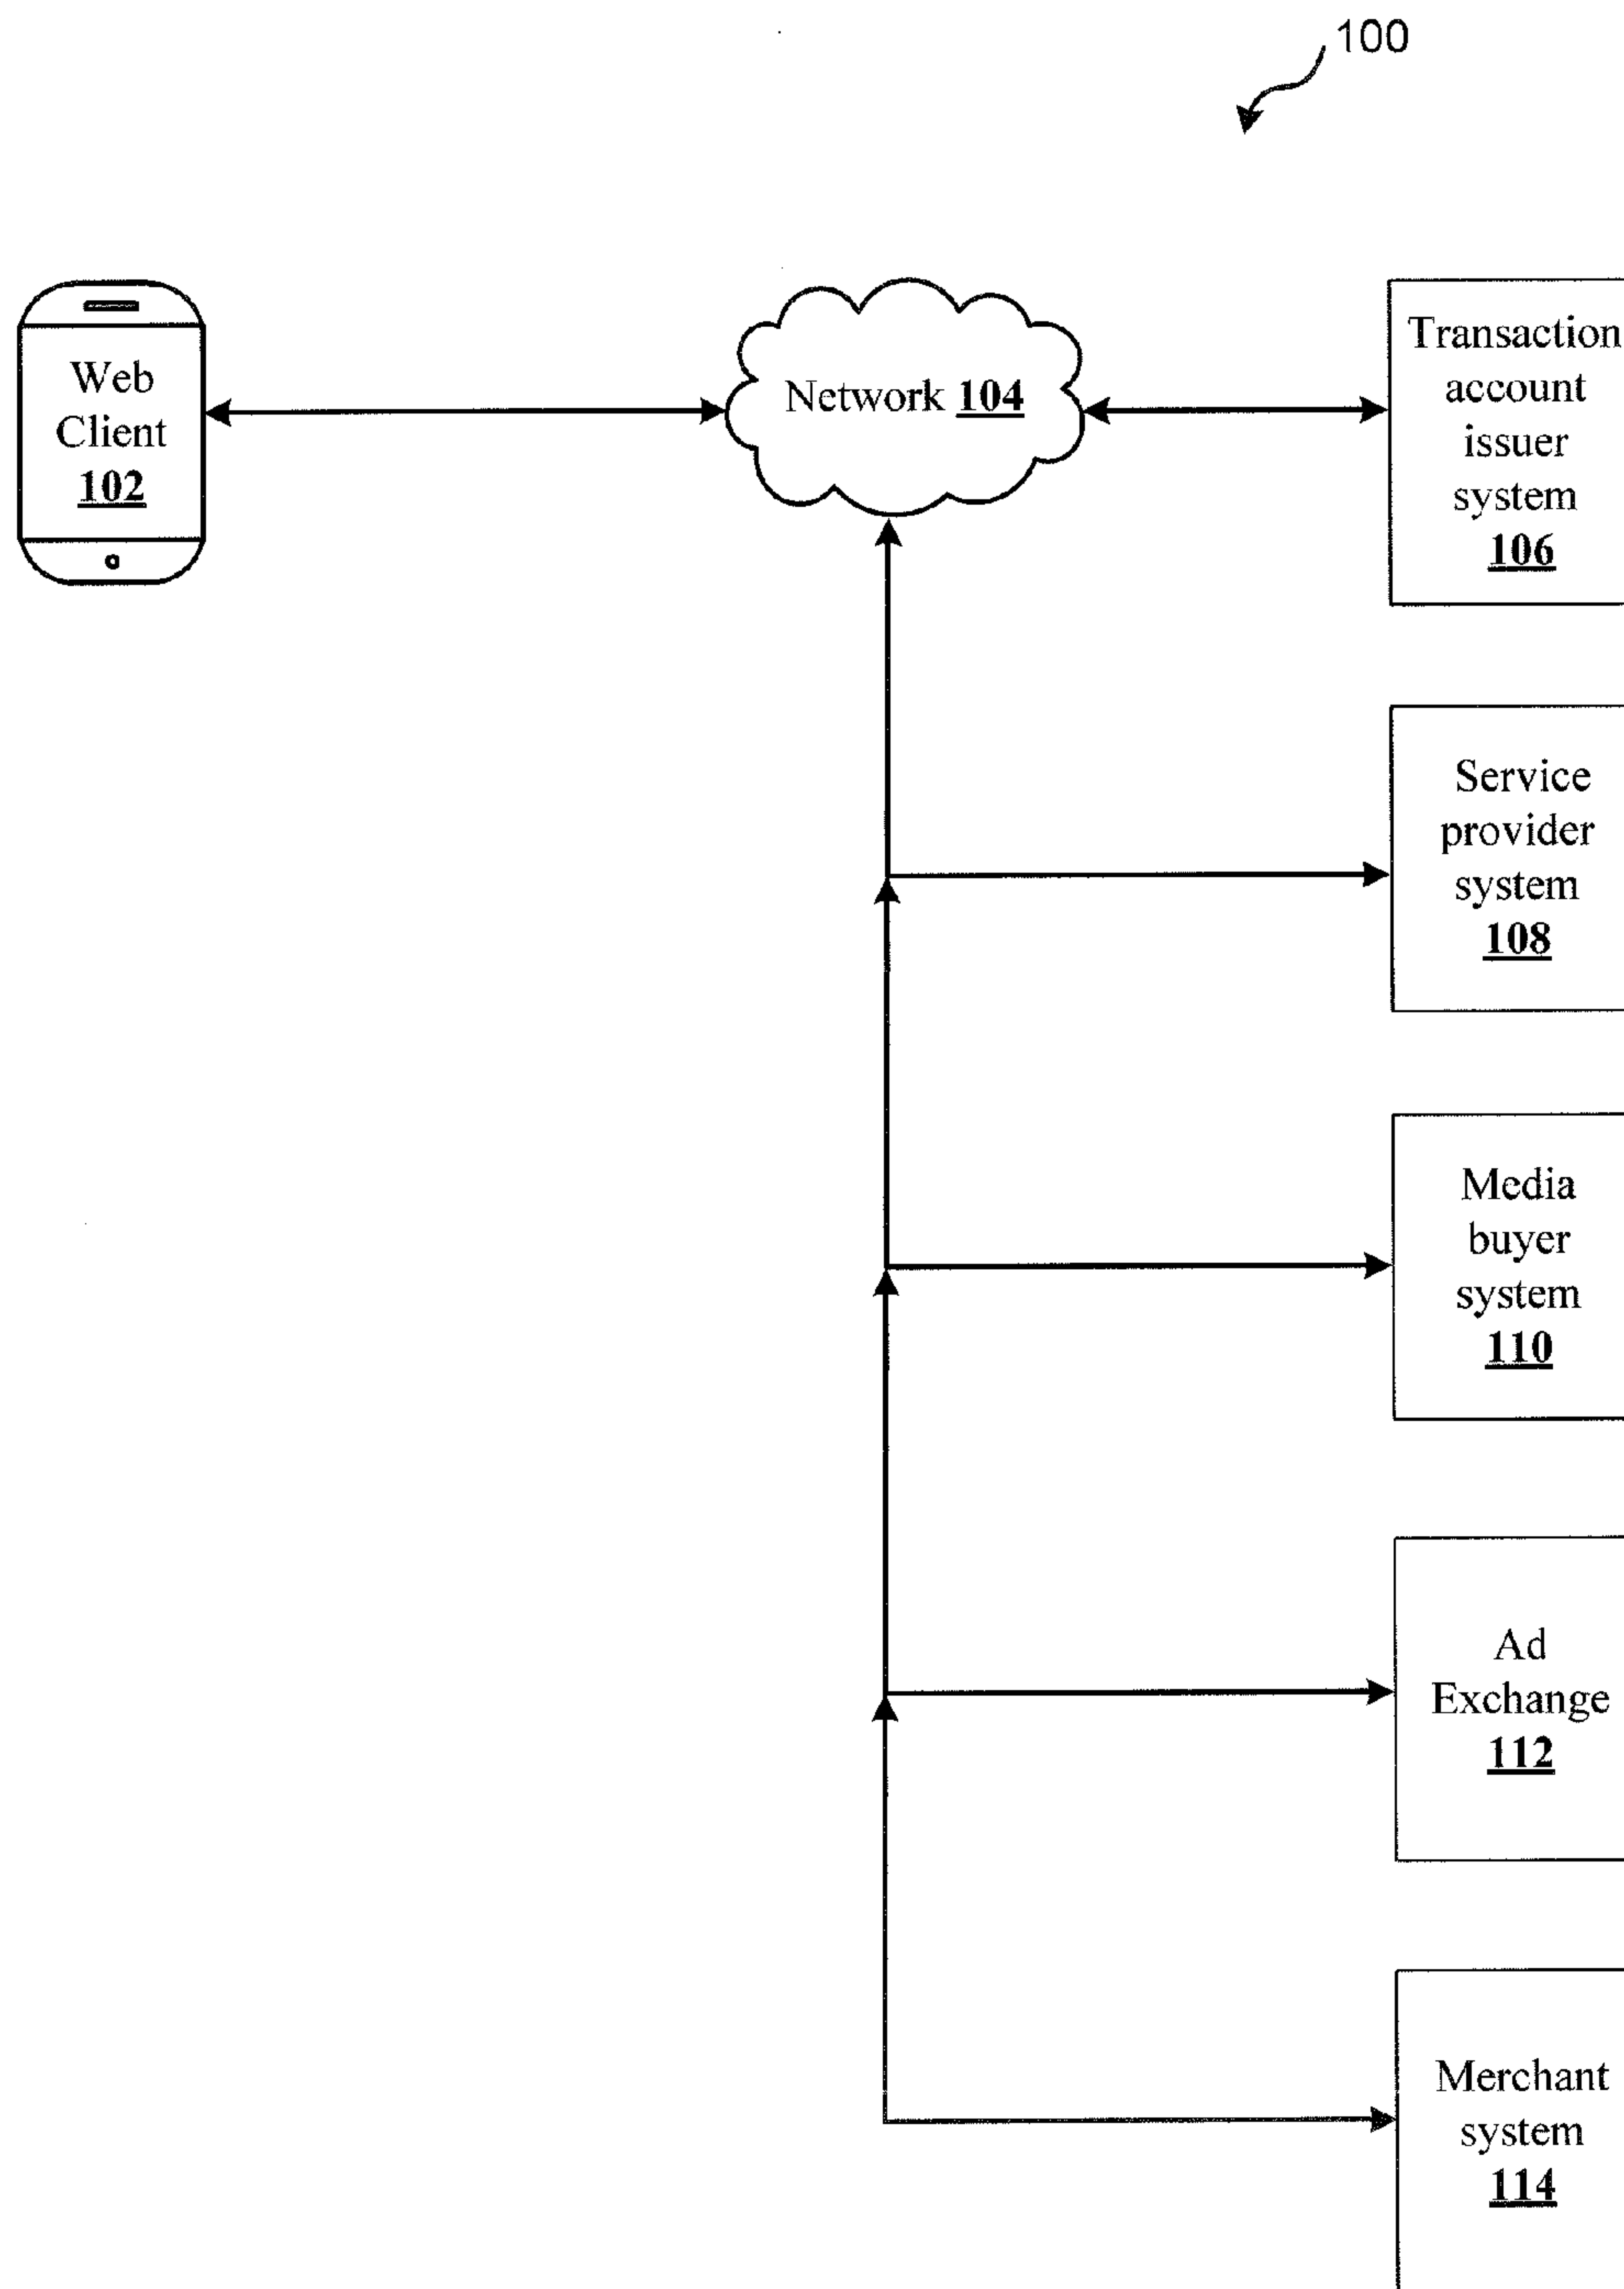 100
Web
Client
102
Network 104
Transaction
account
issuer
system
106
Service
provider
system
108
Media
buyer
system
110
Ad
Exchange
112
Merchant
system
114